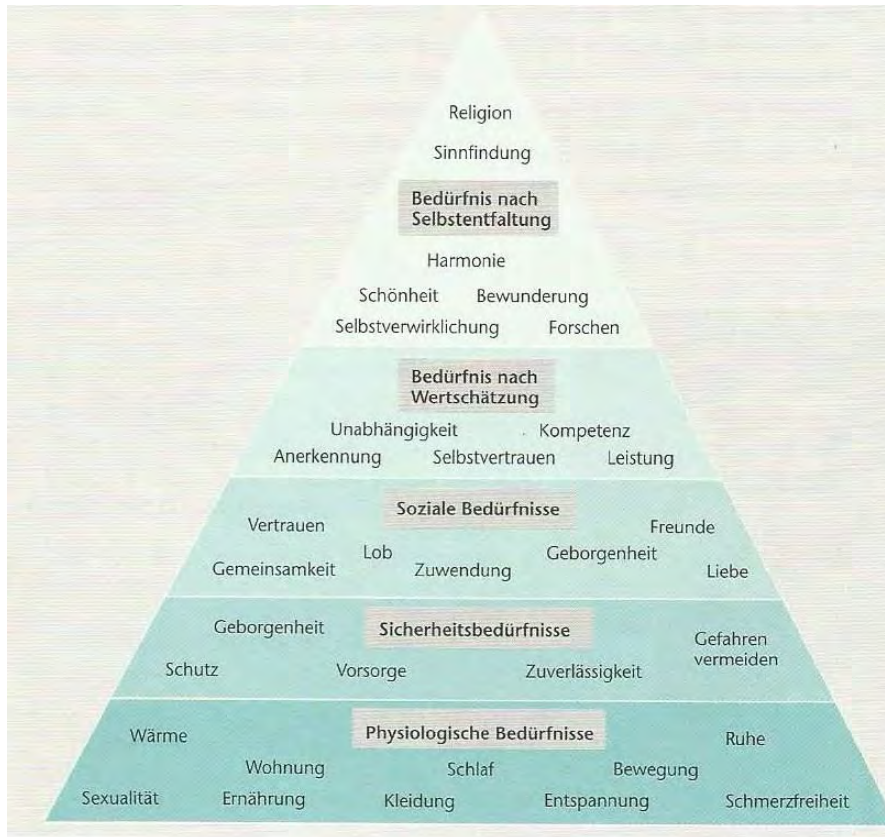 Religion
Sinnfindung
Bedürfnis nach
Selbstentfaltung
Harmonie
Schönheit Bewunderung
Selbstverwirklichung Forschen
Bedürfnis nach
Wertschätzung
Unabhängigkeit Kompetenz
Anerkennung Selbstvertrauen Leistung
Soziale Bedürfnisse
Vertrauen Freunde
Lob Geborgenheit
Gemeinsamkeit Zuwendung Liebe
Geborgenheit Sicherheitsbedürfnisse Gefahren
vermeiden
Schutz Vorsorge Zuverlässigkeit
Wärme Physiologische Bedürfnisse Ruhe
Wohnung Schlaf Bewegung
Sexualität Ernährung Kleidung Entspannung Schmerzfreiheit